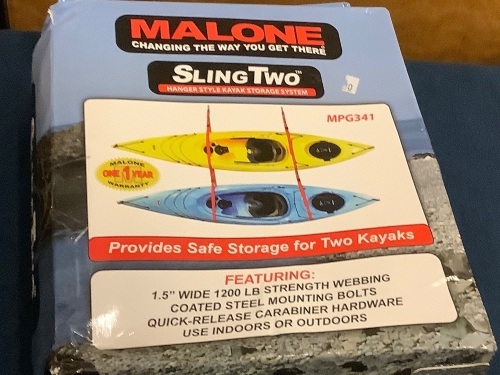 MALONE
CHANGING THE WAY YOU GET THERE
SLINGTWO™
HANGER STYLE KAYAK STORAGE SYSTEM
MPG341
MALONE
ONE 1 YEAR
WARRANTY
Provides Safe Storage for Two Kayaks
FEATURING:
1.5" WIDE 1200 LB STRENGTH WEBBING
COATED STEEL MOUNTING BOLTS
QUICK-RELEASE CARABINER HARDWARE
USE INDOORS OR OUTDOORS